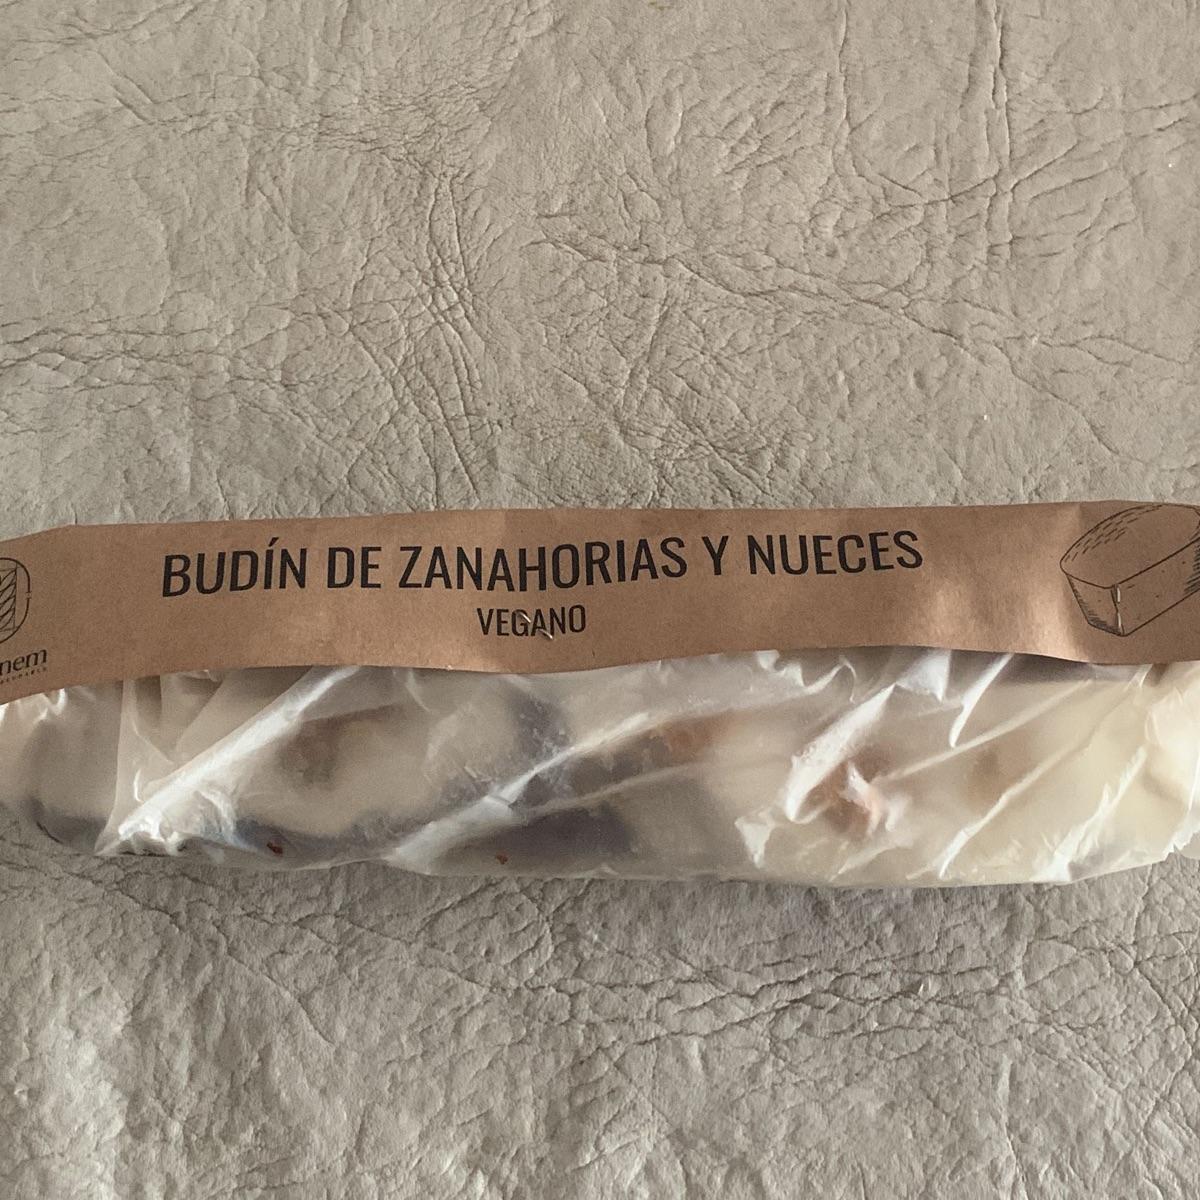 BUDÍN DE ZANAHORIAS Y NUECES
VEGANO